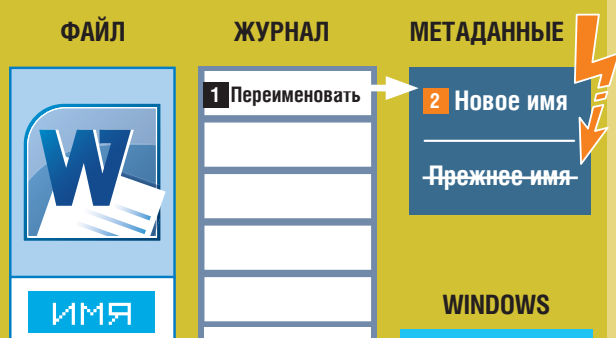 ФАЙЛ
ЖУРНАЛ
МЕТАДАННЫЕ
1 Переименовать
2 Новое имя
Прежнее имя
W
ИМЯ
WINDOWS